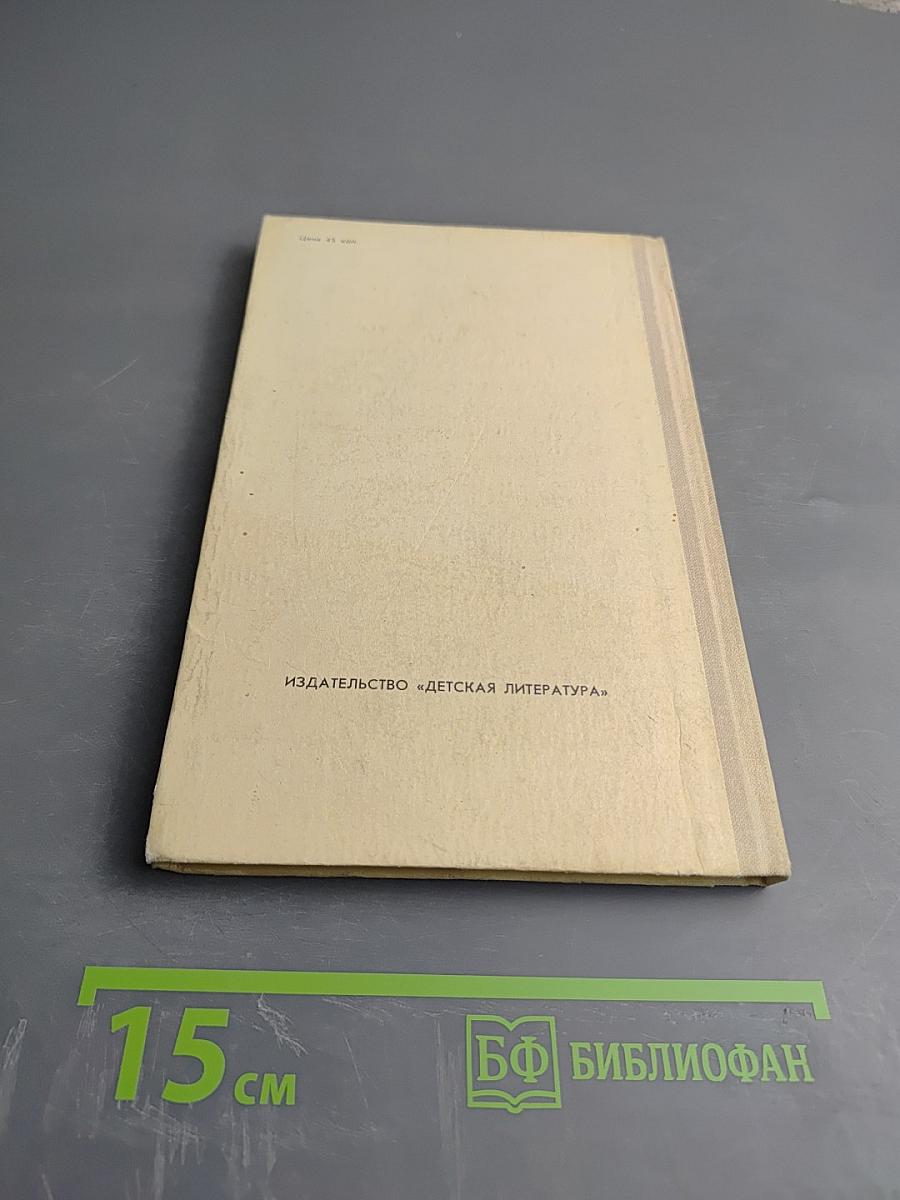 Цена 45 коп.
ИЗДАТЕЛЬСТВО «ДЕТСКАЯ ЛИТЕРАТУРА»
15 см
БФ БИБЛИОФАН